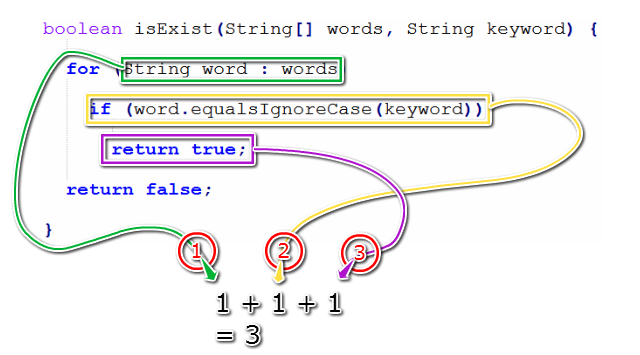 boolean isExist(String[] words, String keyword) {
for (String word : words
if (word.equalsIgnoreCase(keyword))
return true;
return false;
}
1 2 3
1 + 1 + 1
= 3